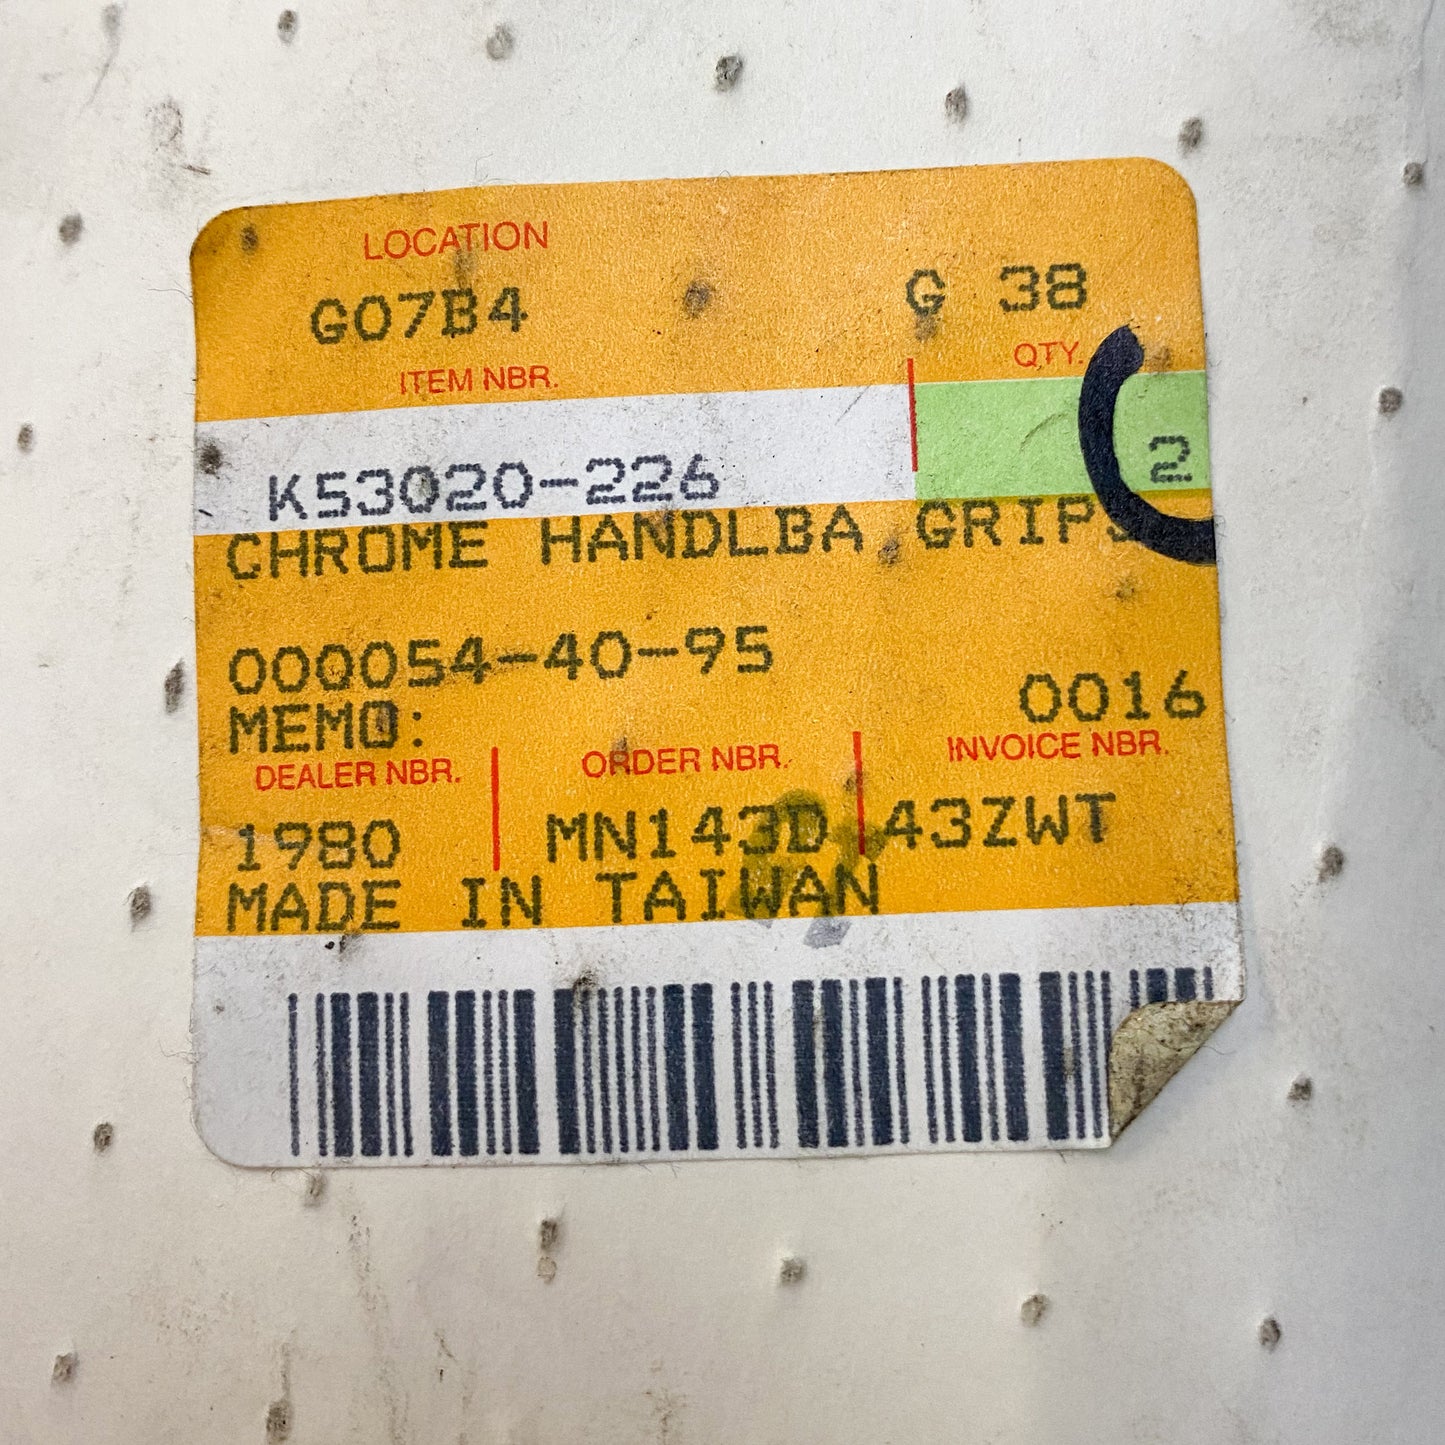 LOCATION
G07B4 G 38
ITEM NBR. QTY.
K53020-226 2
CHROME HANDLBA GRIPS
000054-40-95
0016
MEMO:
DEALER NBR. ORDER NBR. INVOICE NBR.
1980 MN143D 43ZWT
MADE IN TAIWAN